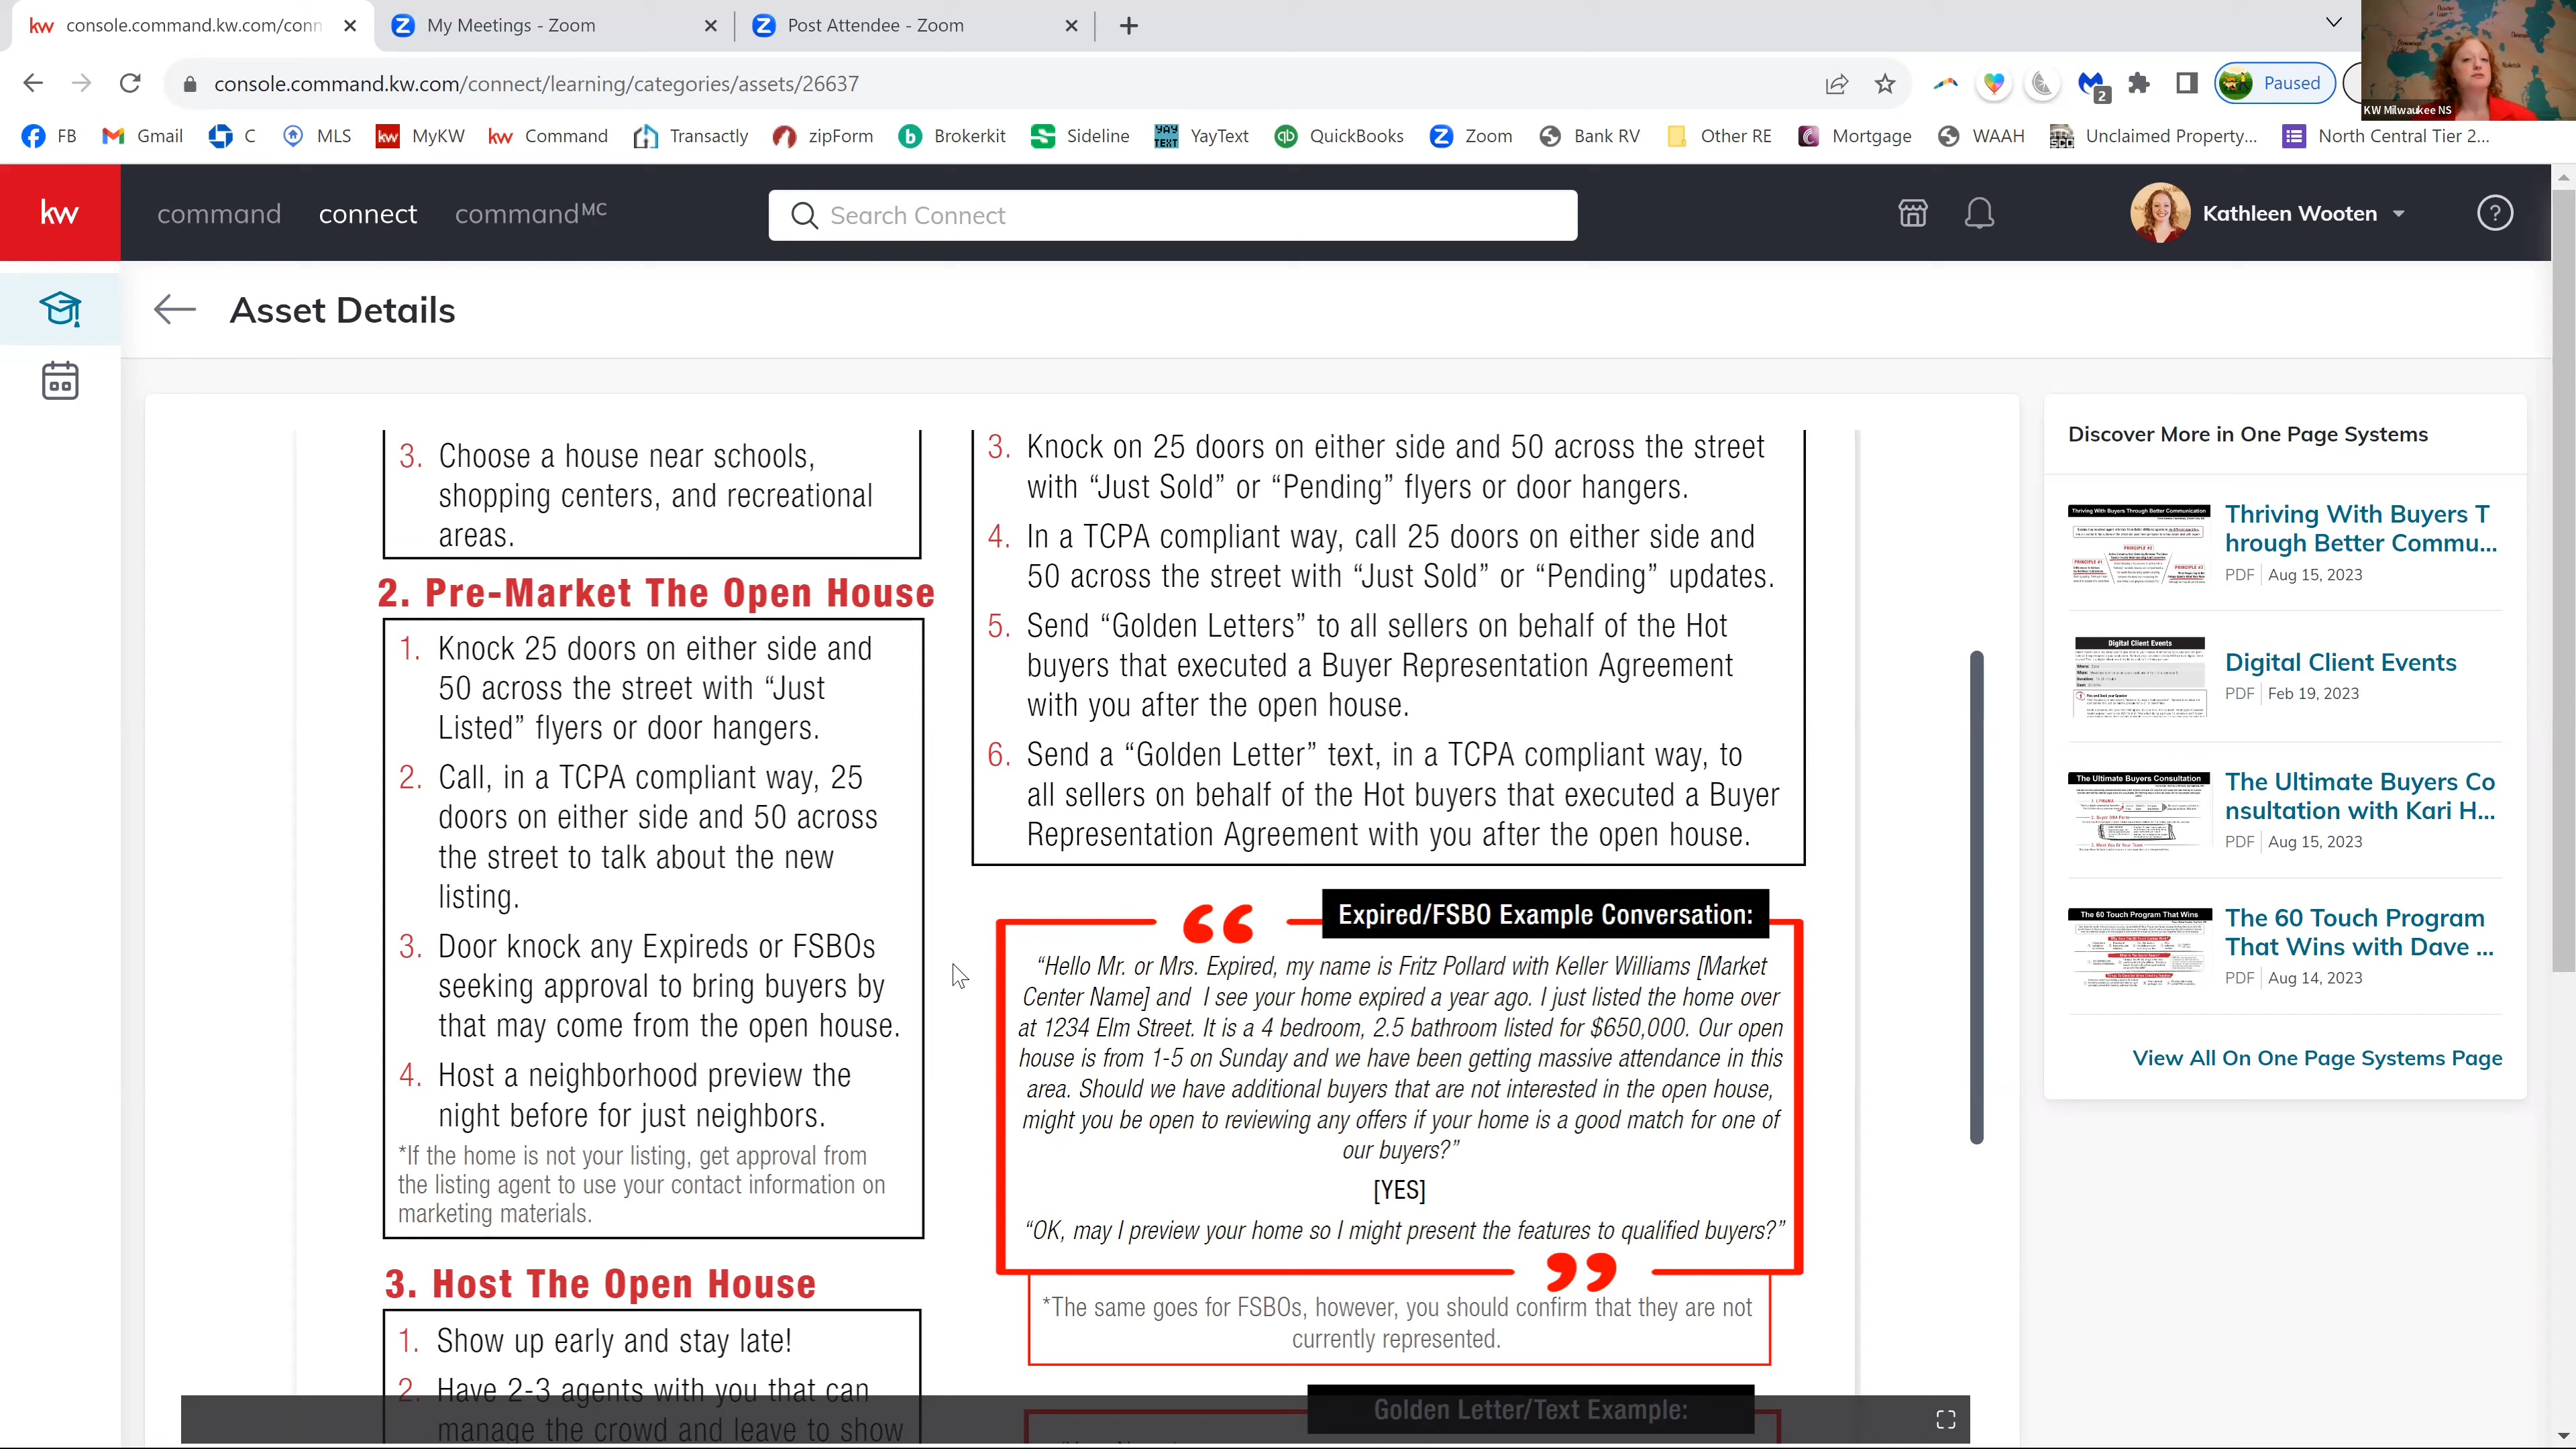 console.command.kw.com/conn
My Meetings - Zoom
Post Attendee - Zoom
console.command.kw.com/connect/learning/categories/assets/26637
2
Paused
KW Milwaukee NS
FB
Gmail
C
MLS
MyKW
Command
Transactly
zipForm
Brokerkit
Sideline
YayText
QuickBooks
Zoom
Bank RV
Other RE
Mortgage
WAAH
Unclaimed Property...
North Central Tier 2...
kw
command
connect
commandMC
Search Connect
Kathleen Wooten
Asset Details
3. Choose a house near schools,
shopping centers, and recreational
areas.
2. Pre-Market The Open House
1. Knock 25 doors on either side and
50 across the street with “Just
Listed” flyers or door hangers.
2. Call, in a TCPA compliant way, 25
doors on either side and 50 across
the street to talk about the new
listing.
3. Door knock any Expireds or FSBOs
seeking approval to bring buyers by
that may come from the open house.
4. Host a neighborhood preview the
night before for just neighbors.
*If the home is not your listing, get approval from
the listing agent to use your contact information on
marketing materials.
3. Host The Open House
1. Show up early and stay late!
2. Have 2-3 agents with you that can
manage the crowd and leave to show
3. Knock on 25 doors on either side and 50 across the street
with “Just Sold” or “Pending” flyers or door hangers.
4. In a TCPA compliant way, call 25 doors on either side and
50 across the street with “Just Sold” or “Pending” updates.
5. Send “Golden Letters” to all sellers on behalf of the Hot
buyers that executed a Buyer Representation Agreement
with you after the open house.
6. Send a “Golden Letter” text, in a TCPA compliant way, to
all sellers on behalf of the Hot buyers that executed a Buyer
Representation Agreement with you after the open house.
Expired/FSBO Example Conversation:
“Hello Mr. or Mrs. Expired, my name is Fritz Pollard with Keller Williams [Market
Center Name] and I see your home expired a year ago. I just listed the home over
at 1234 Elm Street. It is a 4 bedroom, 2.5 bathroom listed for $650,000. Our open
house is from 1-5 on Sunday and we have been getting massive attendance in this
area. Should we have additional buyers that are not interested in the open house,
might you be open to reviewing any offers if your home is a good match for one of
our buyers?”
[YES]
“OK, may I preview your home so I might present the features to qualified buyers?”
*The same goes for FSBOs, however, you should confirm that they are not
currently represented.
Golden Letter/Text Example:
Discover More in One Page Systems
Thriving With Buyers Through Better Communication
Thriving With Buyers T
hrough Better Commu...
PDF | Aug 15, 2023
Digital Client Events
Digital Client Events
PDF | Feb 19, 2023
The Ultimate Buyers Consultation
The Ultimate Buyers Co
nsultation with Kari H...
PDF | Aug 15, 2023
The 60 Touch Program That Wins
The 60 Touch Program
That Wins with Dave ...
PDF | Aug 14, 2023
View All On One Page Systems Page